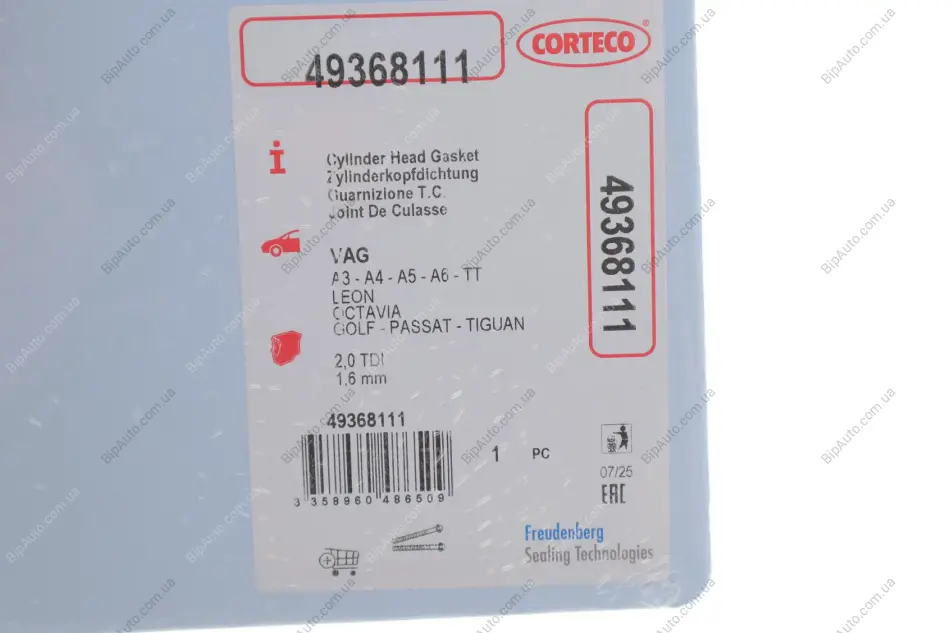 49368111
CORTECO
Cylinder Head Gasket
Zylinderkopfdichtung
Guarnizione T.C.
Joint De Culasse
VAG
A3 - A4 - A5 - A6 - TT
LEON
OCTAVIA
GOLF - PASSAT - TIGUAN
2,0 TDI
1,6 mm
49368111
49368111
3 358960 486509
1 PC
07/25
EAC
Freudenberg
Sealing Technologies
BipAuto.com.ua